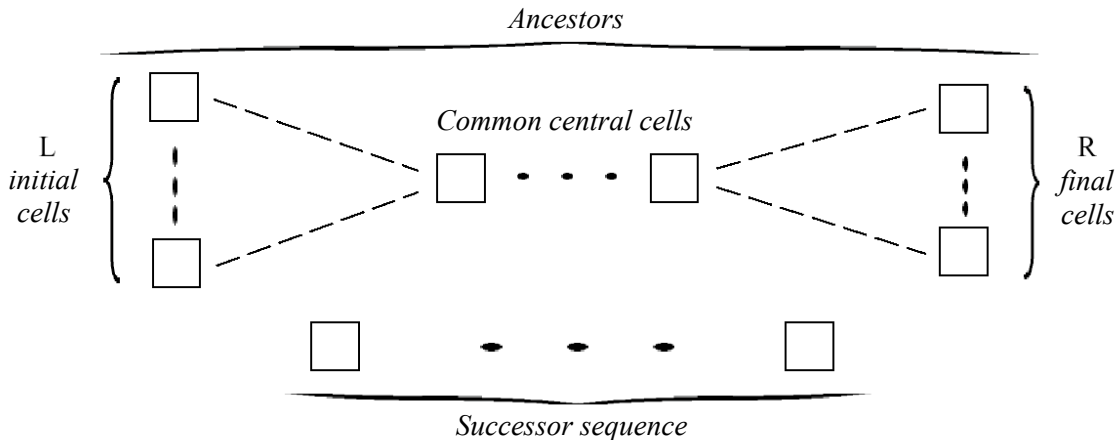 Ancestors
Common central cells
L
initial
cells
R
final
cells
Successor sequence